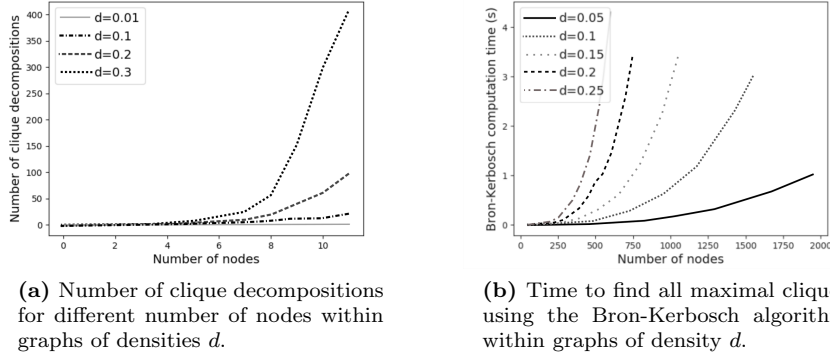 400
350
300
250
200
150
100
50
0
Number of clique decompositions
d=0.01
d=0.1
d=0.2
d=0.3
0 2 4 6 8 10
Number of nodes
(a) Number of clique decompositions
for different number of nodes within
graphs of densities d.
4
3
2
1
0
Bron-Kerbosch computation time (s)
d=0.05
d=0.1
d=0.15
d=0.2
d=0.25
0 250 500 750 1000 1250 1500 1750 2000
Number of nodes
(b) Time to find all maximal cliqu
using the Bron-Kerbosch algorith
within graphs of density d.